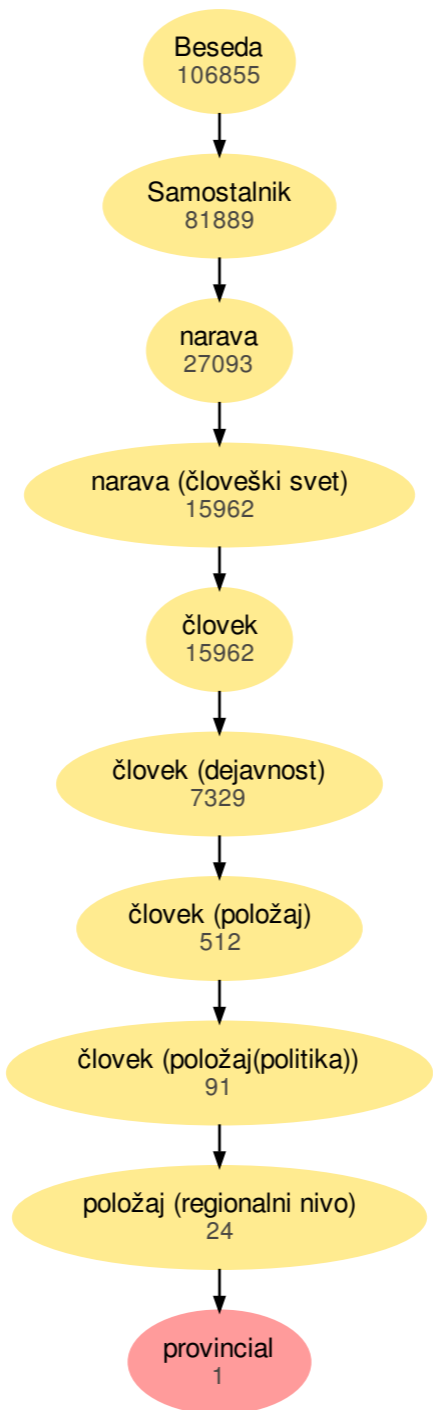 Beseda
106855
Samostalnik
81889
narava
27093
narava (človeški svet)
15962
človek
15962
človek (dejavnost)
7329
človek (položaj)
512
človek (položaj(politika))
91
položaj (regionalni nivo)
24
provincial
1